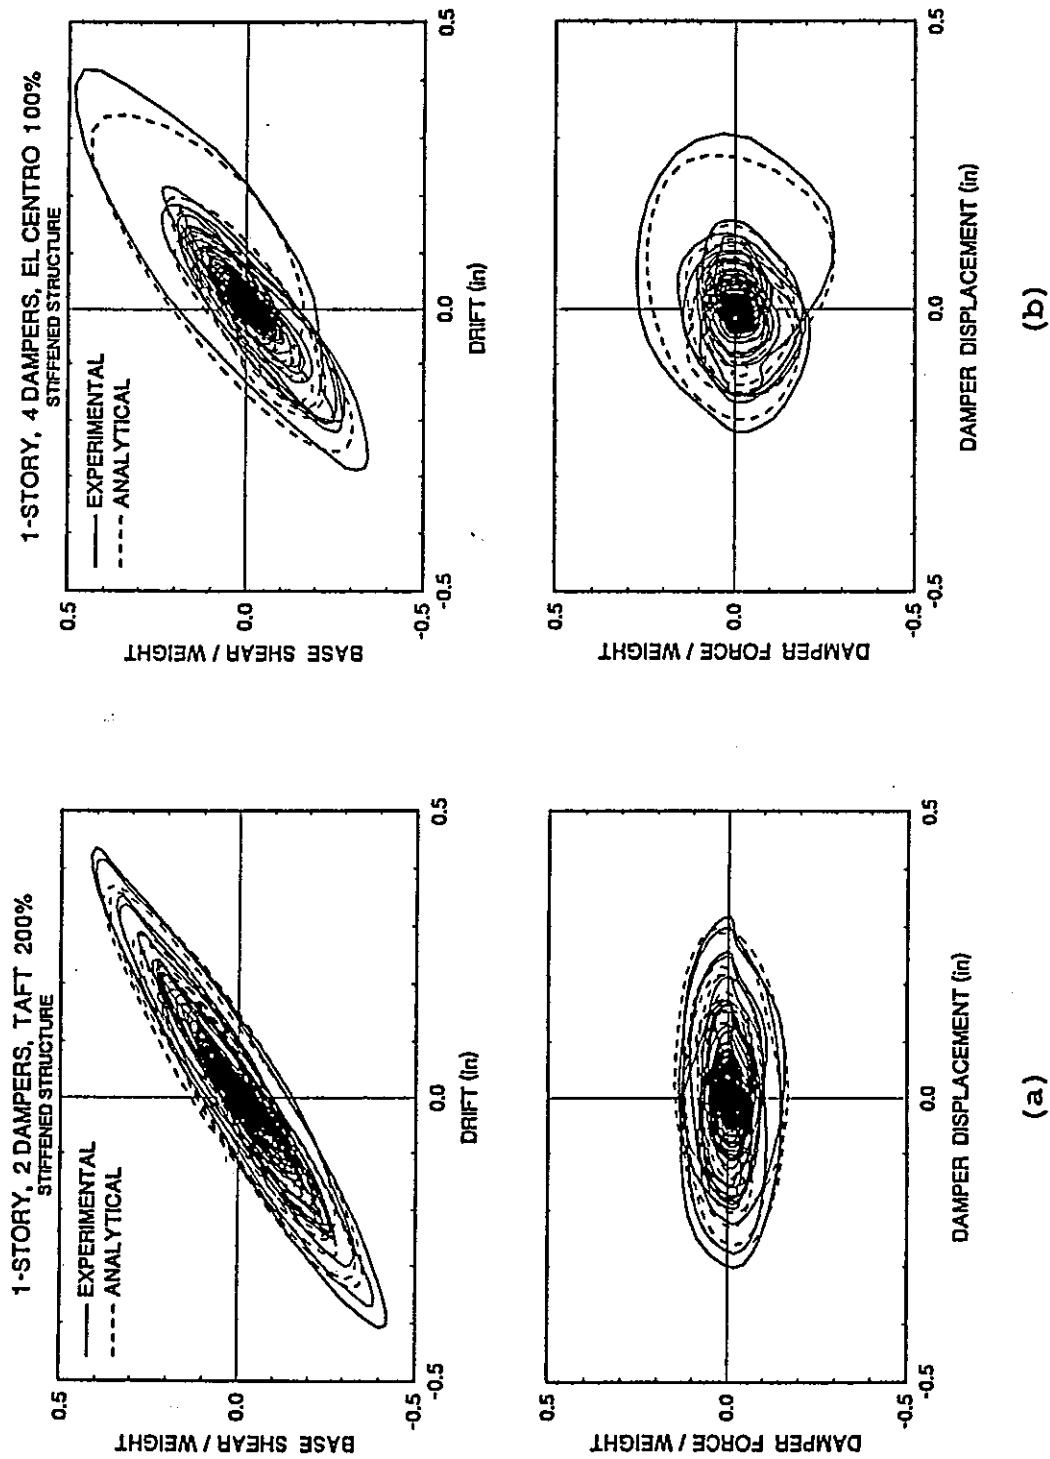 1-STORY, 2 DAMPERS, TAFT 200%
STIFFENED STRUCTURE
EXPERIMENTAL
ANALYTICAL
BASE SHEAR / WEIGHT
0.5
0.0
-0.5
-0.5
0.0
0.5
DRIFT (in)
DAMPER FORCE / WEIGHT
0.5
0.0
-0.5
-0.5
0.0
0.5
DAMPER DISPLACEMENT (in)
(a)
1-STORY, 4 DAMPERS, EL CENTRO 100%
STIFFENED STRUCTURE
EXPERIMENTAL
ANALYTICAL
BASE SHEAR / WEIGHT
0.5
0.0
-0.5
-0.5
0.0
0.5
DRIFT (in)
DAMPER FORCE / WEIGHT
0.5
0.0
-0.5
-0.5
0.0
0.5
DAMPER DISPLACEMENT (in)
(b)